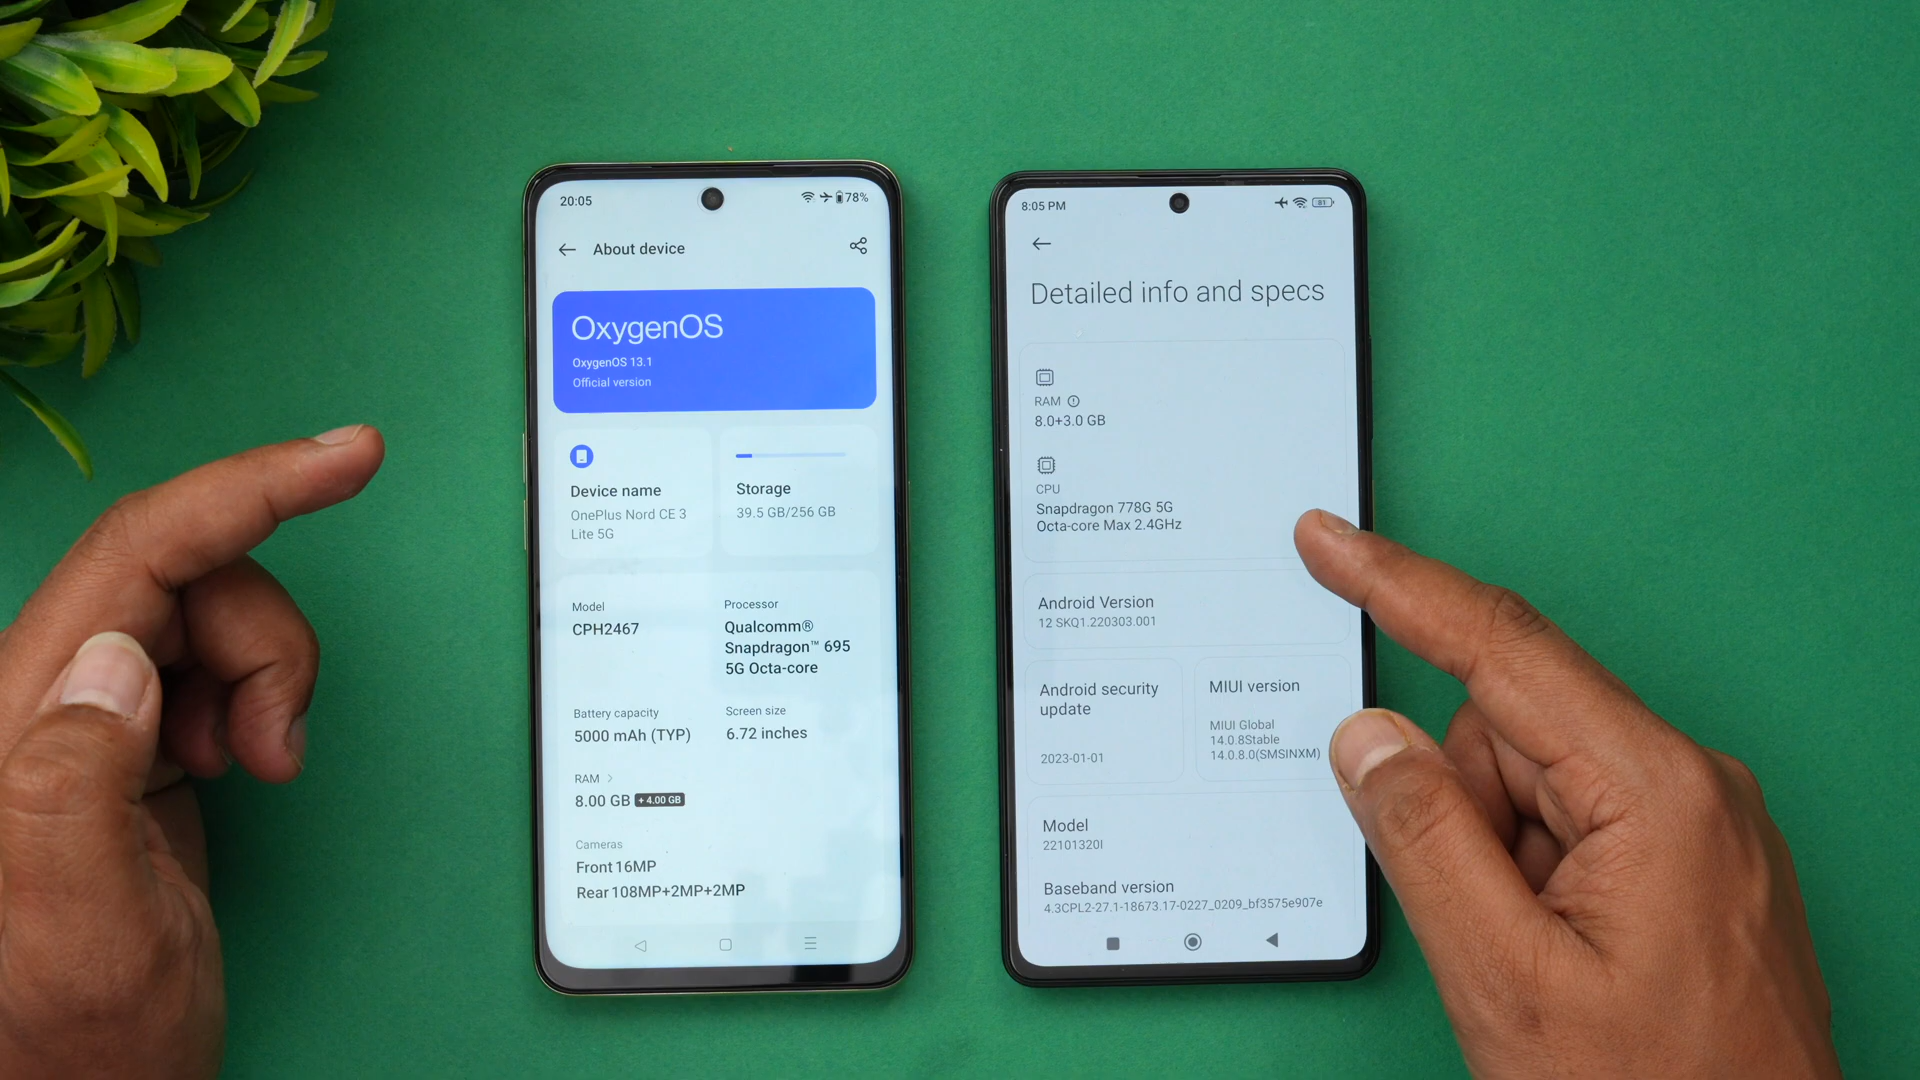 20:05
78%
About device
OxygenOS
OxygenOS 13.1
Official version
Device name
OnePlus Nord CE 3
Lite 5G
Storage
39.5 GB/256 GB
Model
CPH2467
Processor
Qualcomm®
Snapdragon™ 695
5G Octa-core
Battery capacity
5000 mAh (TYP)
Screen size
6.72 inches
RAM >
8.00 GB + 4.00 GB
Cameras
Front 16MP
Rear 108MP+2MP+2MP
8:05 PM
81
Detailed info and specs
RAM
8.0+3.0 GB
CPU
Snapdragon 778G 5G
Octa-core Max 2.4GHz
Android Version
12 SKQ1.220303.001
Android security
update
2023-01-01
MIUI version
MIUI Global
14.0.8Stable
14.0.8.0(SMSINXM)
Model
22101320I
Baseband version
4.3CPL2-27.1-18673.17-0227_0209_bf3575e907e